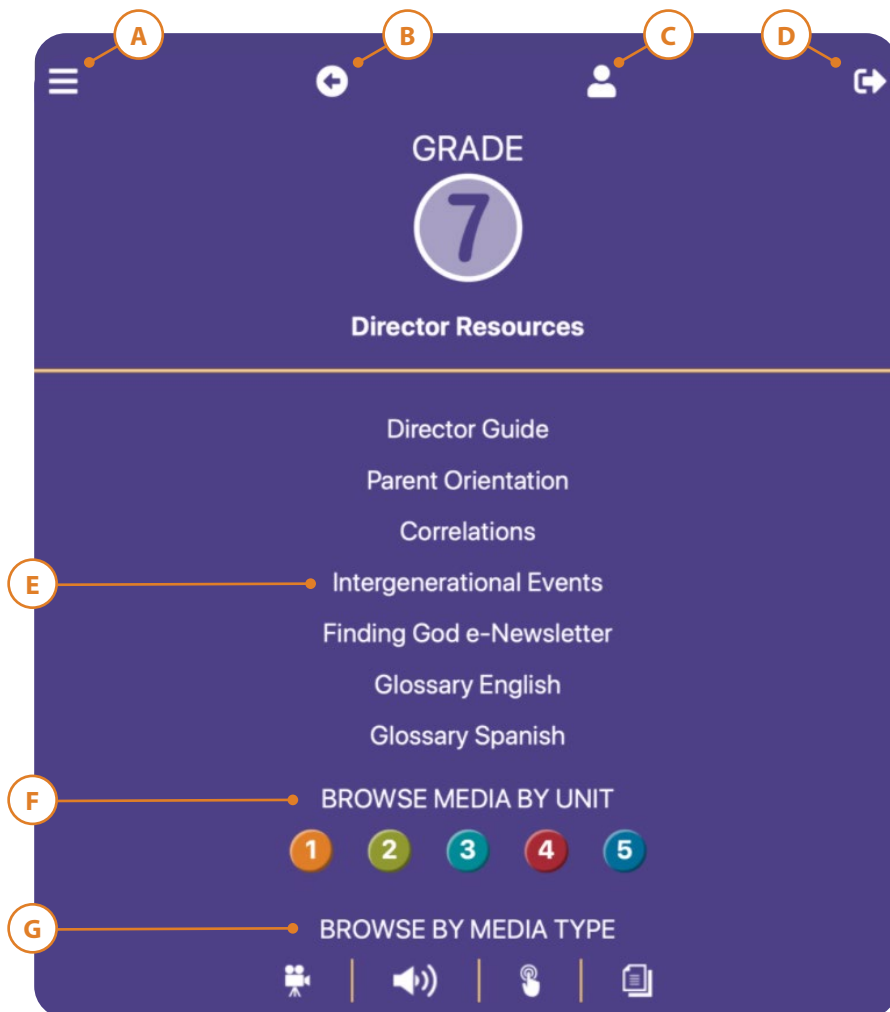 A B C D
GRADE
7
Director Resources
Director Guide
Parent Orientation
Correlations
E Intergenerational Events
Finding God e-Newsletter
Glossary English
Glossary Spanish
F BROWSE MEDIA BY UNIT
1 2 3 4 5
G BROWSE BY MEDIA TYPE